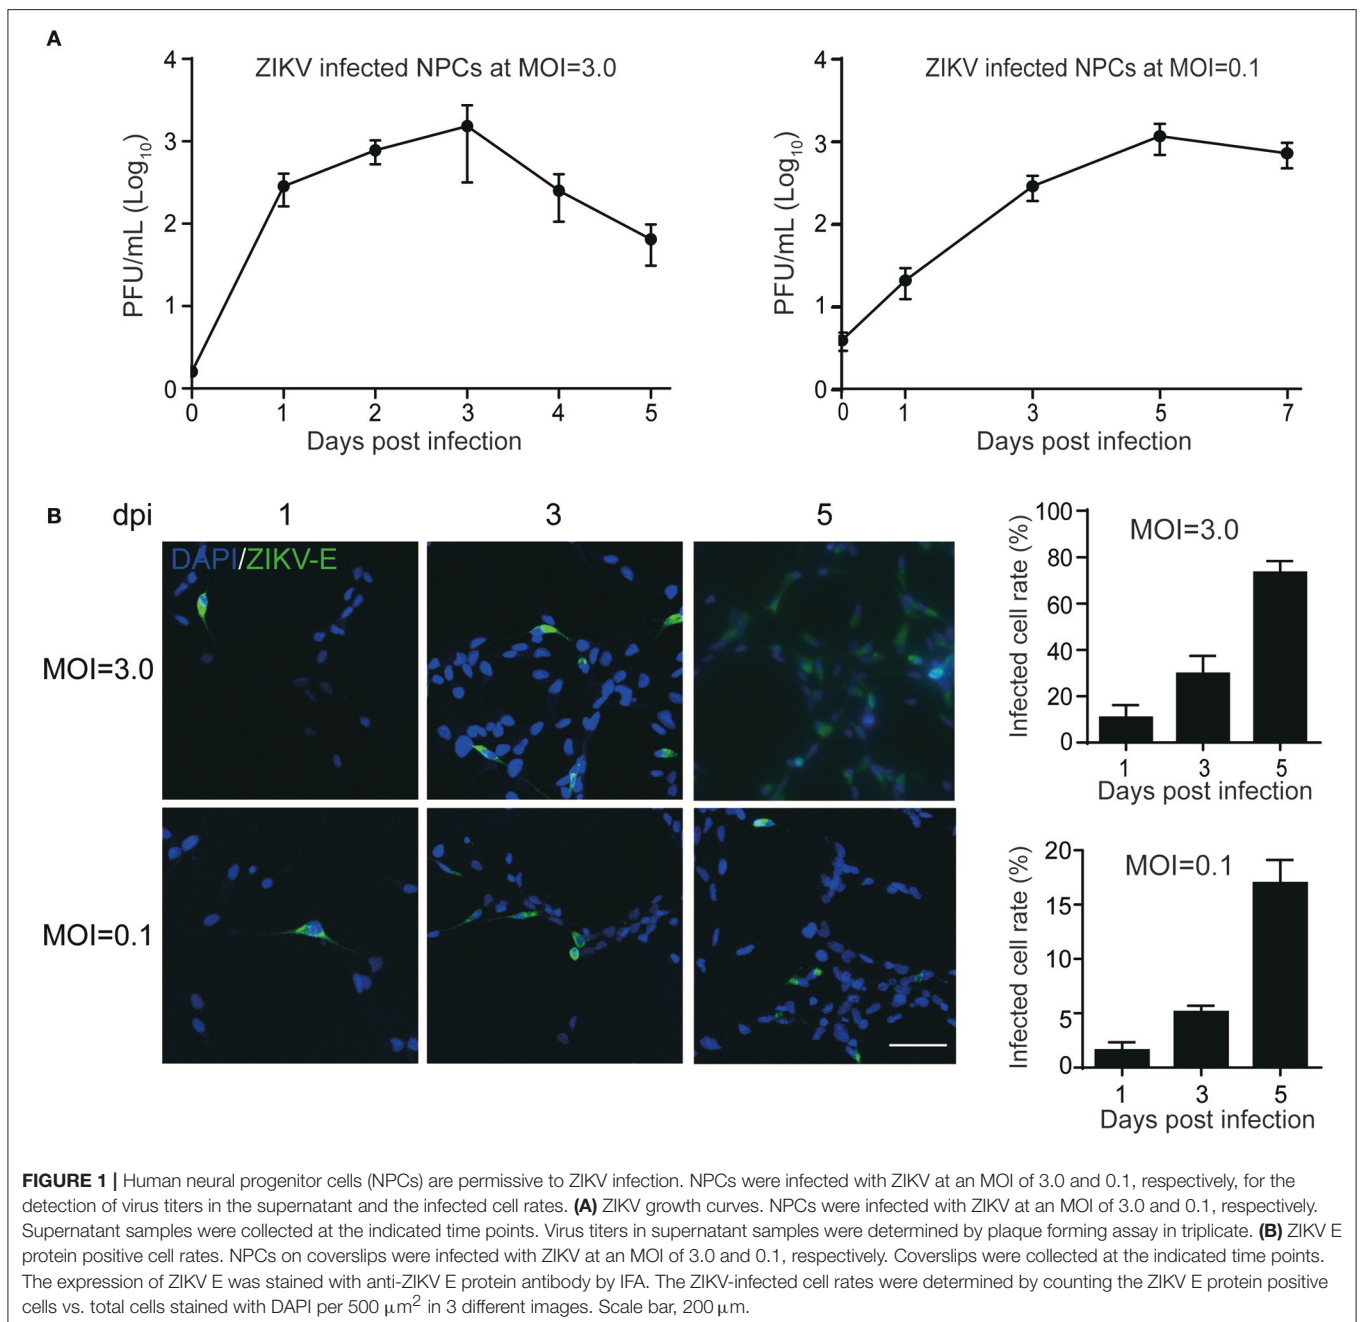 A
ZIKV infected NPCs at MOI=3.0
PFU/mL (Log10)
4
3
2
1
0
0 1 2 3 4 5
Days post infection
ZIKV infected NPCs at MOI=0.1
PFU/mL (Log10)
4
3
2
1
0
0 1 3 5 7
Days post infection
B
dpi 1 3 5
DAPI/ZIKV-E
MOI=3.0
MOI=0.1
MOI=3.0
Infected cell rate (%)
100
80
60
40
20
0
1 3 5
Days post infection
MOI=0.1
Infected cell rate (%)
20
15
10
5
0
1 3 5
Days post infection
FIGURE 1 | Human neural progenitor cells (NPCs) are permissive to ZIKV infection. NPCs were infected with ZIKV at an MOI of 3.0 and 0.1, respectively, for the
detection of virus titers in the supernatant and the infected cell rates. (A) ZIKV growth curves. NPCs were infected with ZIKV at an MOI of 3.0 and 0.1, respectively.
Supernatant samples were collected at the indicated time points. Virus titers in supernatant samples were determined by plaque forming assay in triplicate. (B) ZIKV E
protein positive cell rates. NPCs on coverslips were infected with ZIKV at an MOI of 3.0 and 0.1, respectively. Coverslips were collected at the indicated time points.
The expression of ZIKV E was stained with anti-ZIKV E protein antibody by IFA. The ZIKV-infected cell rates were determined by counting the ZIKV E protein positive
cells vs. total cells stained with DAPI per 500 μm2 in 3 different images. Scale bar, 200 μm.